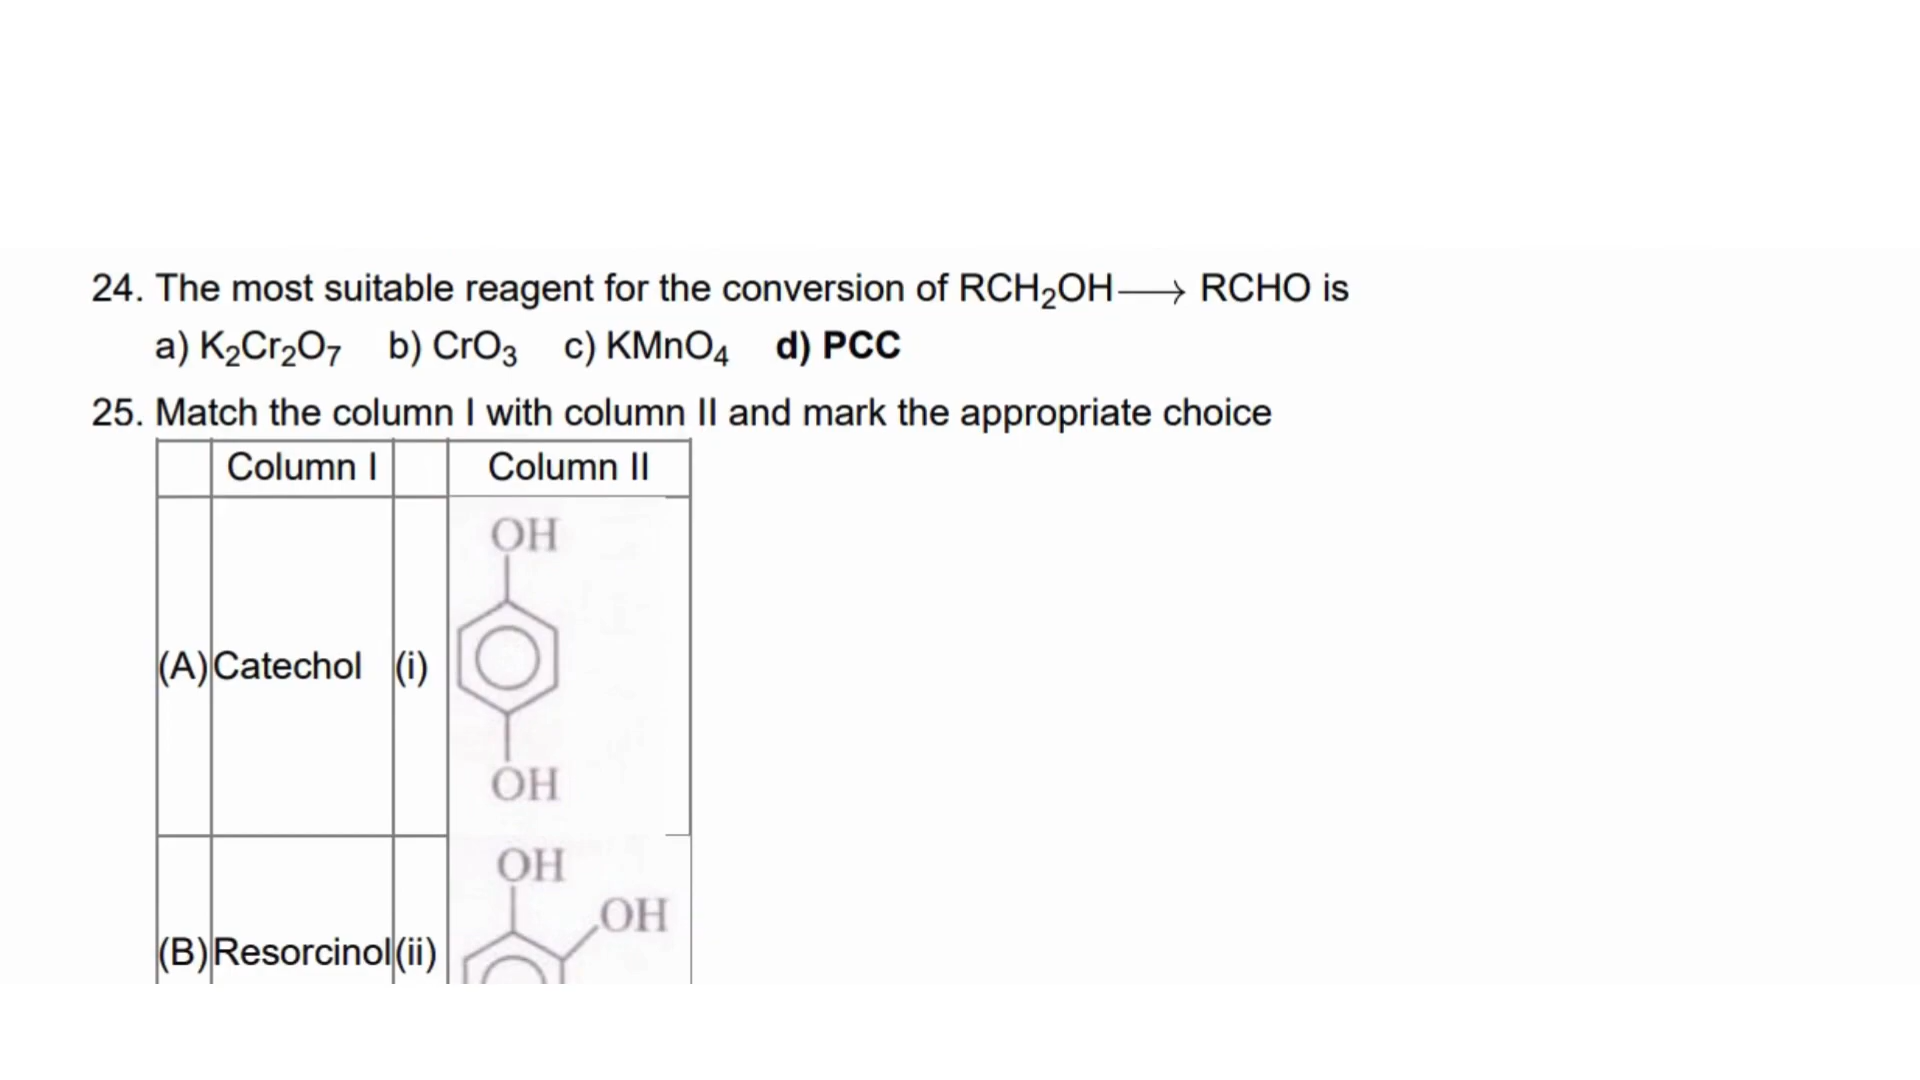 24. The most suitable reagent for the conversion of RCH₂OH⟶ RCHO is
a) K₂Cr₂O₇ b) CrO₃ c) KMnO₄ d) PCC
25. Match the column I with column II and mark the appropriate choice
Column I Column II
OH
(A) Catechol (i)
OH
OH
OH
(B) Resorcinol (ii)